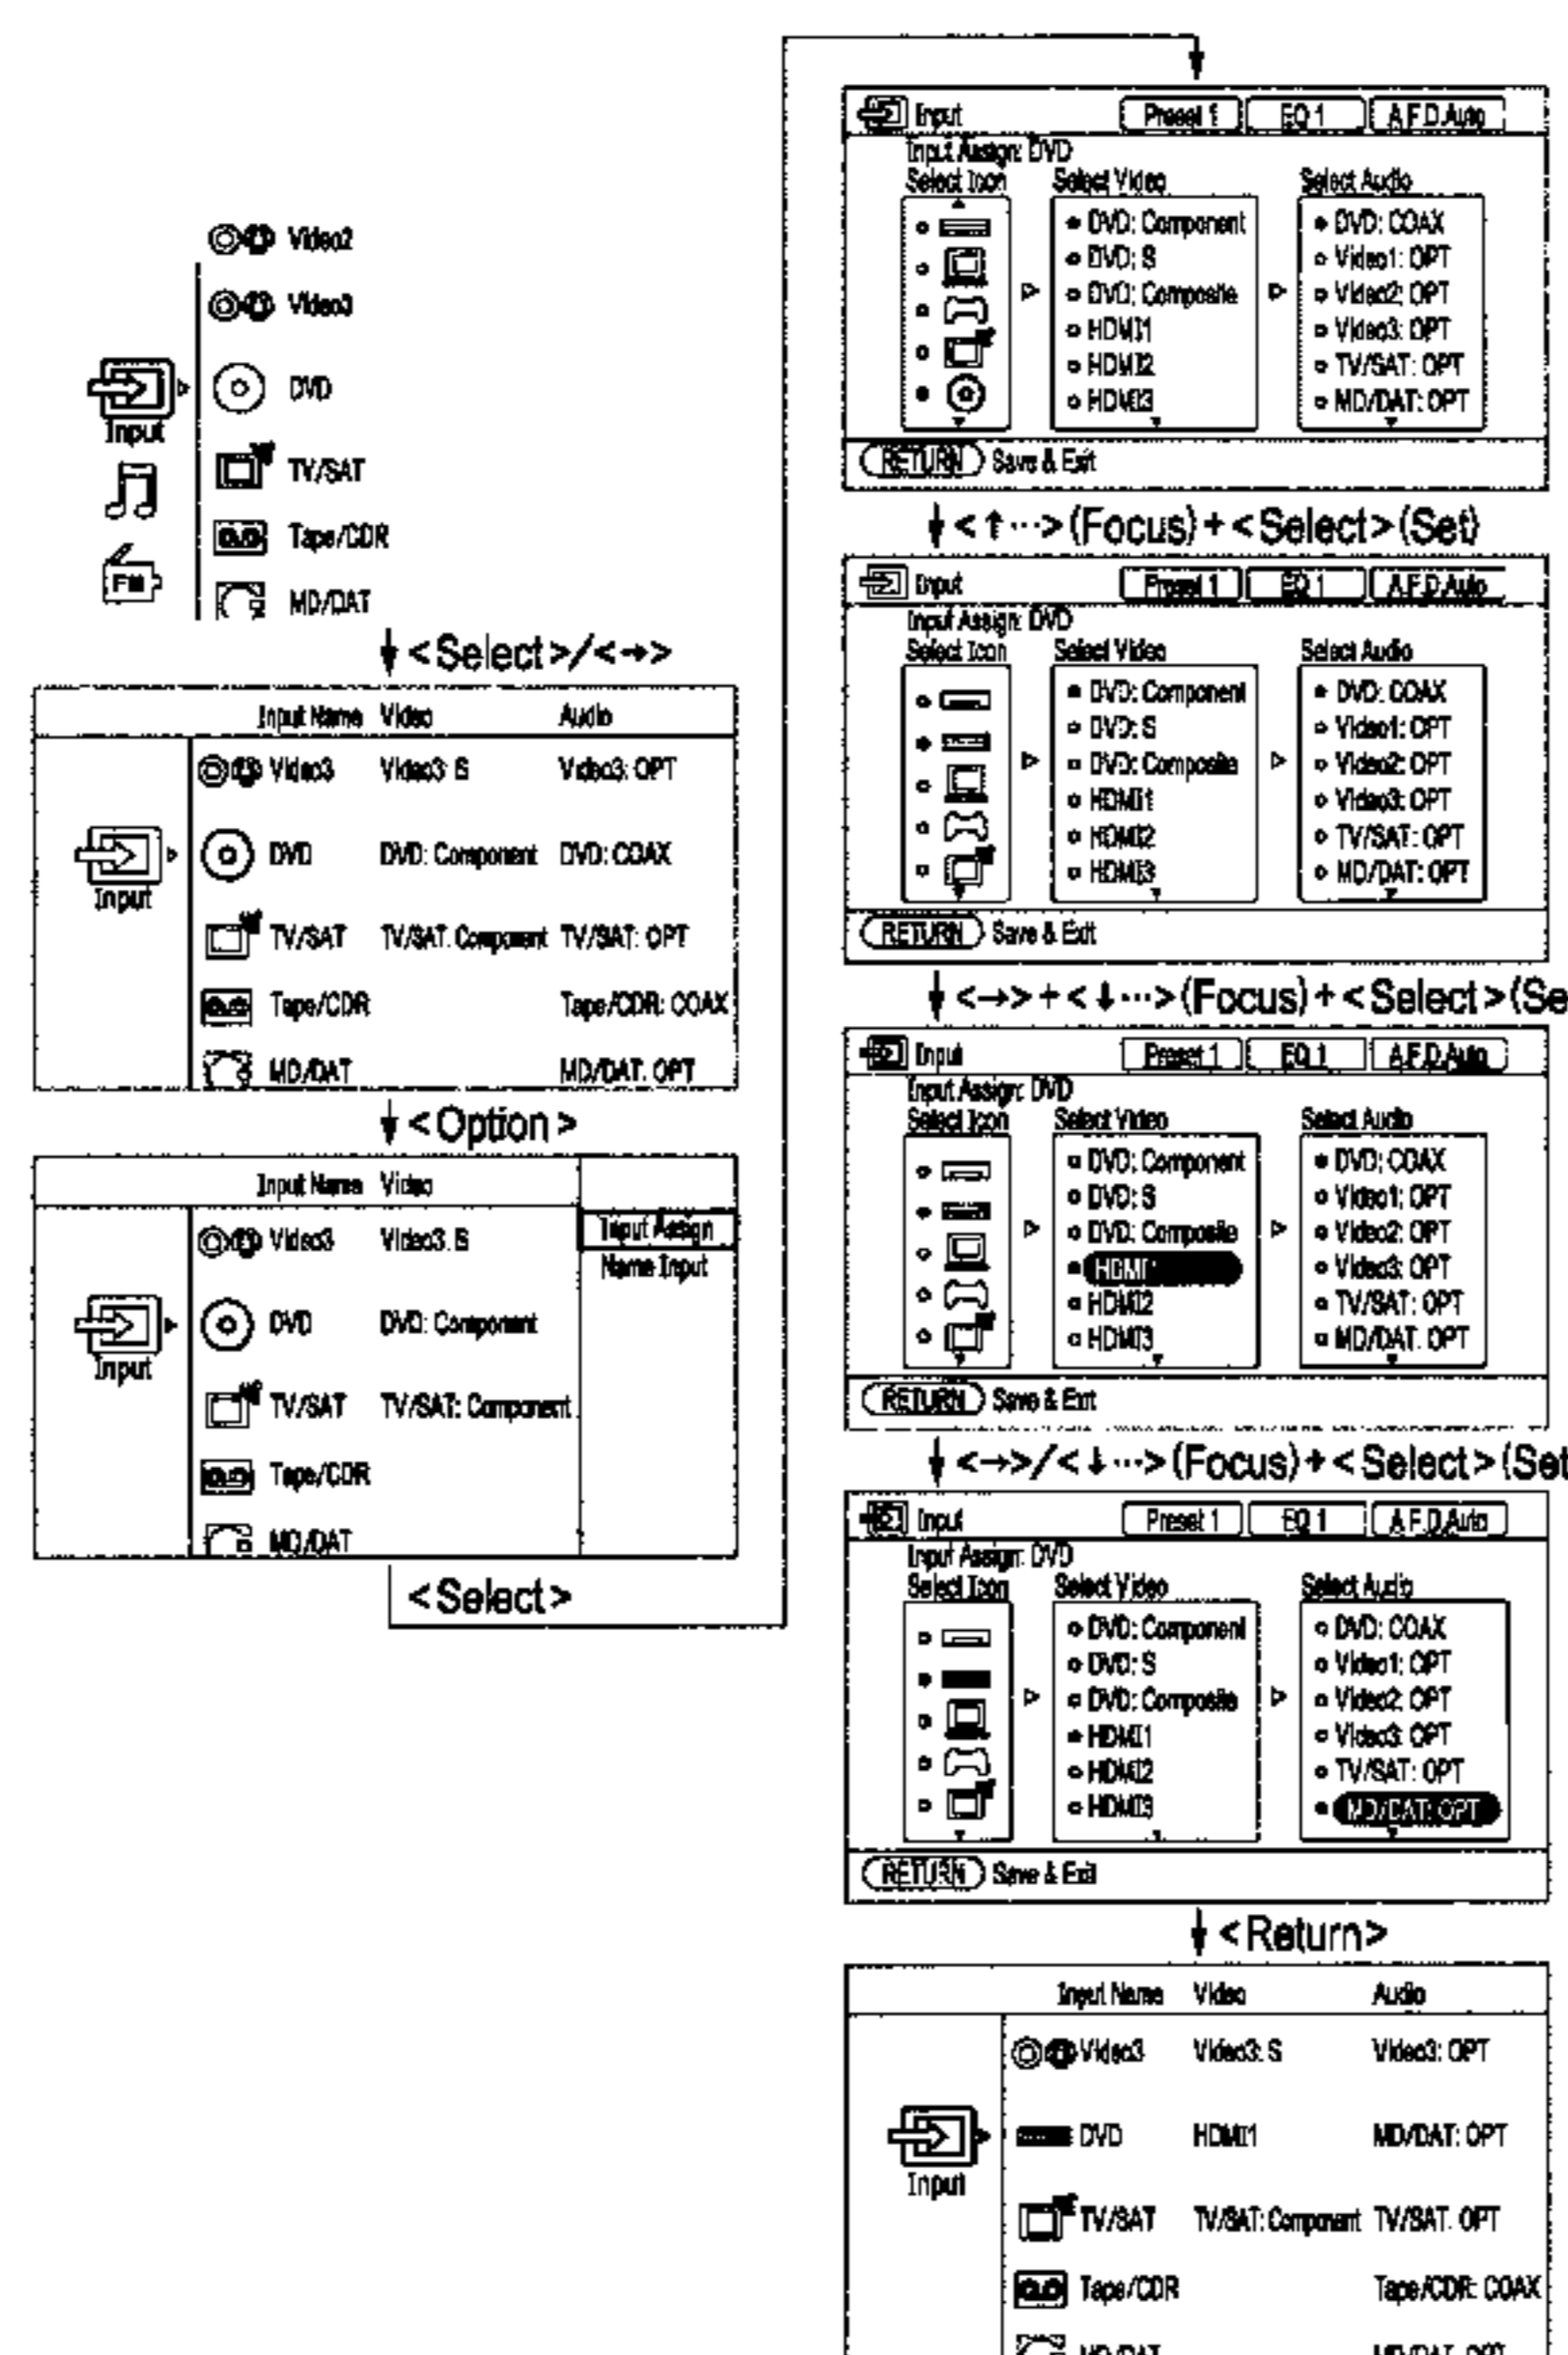 Video2
Video3
DVD
Input
TV/SAT
Tape/CDR
FM
MD/DAT
<Select>/<→>
Input Name Video Audio
Video3 Video3: S Video3: OPT
DVD DVD: Component DVD: COAX
Input
TV/SAT TV/SAT: Component TV/SAT: OPT
Tape/CDR Tape/CDR: COAX
MD/DAT MD/DAT: OPT
<Option>
Input Name Video
Input Assign
Video3 Video3: S
Name Input
DVD DVD: Component
Input
TV/SAT TV/SAT: Component
Tape/CDR
MD/DAT
<Select>
Input Preset 1 EQ 1 A.F.D.Auto
Input Assign: DVD
Select Icon Select Video Select Audio
DVD: Component DVD: COAX
DVD: S Video1: OPT
DVD: Composite Video2: OPT
HDMI1 Video3: OPT
HDMI2 TV/SAT: OPT
HDMI3 MD/DAT: OPT
RETURN Save & Exit
<↑···>(Focus)+<Select>(Set)
Input Preset 1 EQ 1 A.F.D.Auto
Input Assign: DVD
Select Icon Select Video Select Audio
DVD: Component DVD: COAX
DVD: S Video1: OPT
DVD: Composite Video2: OPT
HDMI1 Video3: OPT
HDMI2 TV/SAT: OPT
HDMI3 MD/DAT: OPT
RETURN Save & Exit
<→>+<↓···>(Focus)+<Select>(Se
Input Preset 1 EQ 1 A.F.D.Auto
Input Assign: DVD
Select Icon Select Video Select Audio
DVD: Component DVD: COAX
DVD: S Video1: OPT
DVD: Composite Video2: OPT
HDMI1 Video3: OPT
HDMI2 TV/SAT: OPT
HDMI3 MD/DAT: OPT
RETURN Save & Exit
<→>/<↓···>(Focus)+<Select>(Set
Input Preset 1 EQ 1 A.F.D.Auto
Input Assign: DVD
Select Icon Select Video Select Audio
DVD: Component DVD: COAX
DVD: S Video1: OPT
DVD: Composite Video2: OPT
HDMI1 Video3: OPT
HDMI2 TV/SAT: OPT
HDMI3 MD/DAT: OPT
RETURN Save & Exit
<Return>
Input Name Video Audio
Video3 Video3: S Video3: OPT
DVD HDMI1 MD/DAT: OPT
Input
TV/SAT TV/SAT: Component TV/SAT: OPT
Tape/CDR Tape/CDR: COAX
MD/DAT MD/DAT: OPT